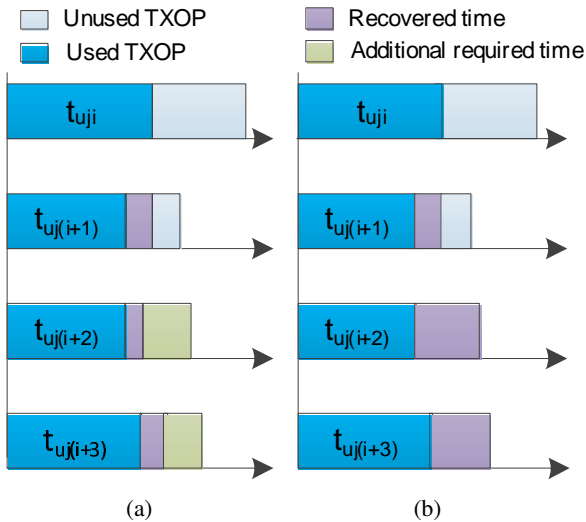 Unused TXOP Recovered time
Used TXOP Additional required time
tuji tuji
tuj(i+1) tuj(i+1)
tuj(i+2) tuj(i+2)
tuj(i+3) tuj(i+3)
(a) (b)